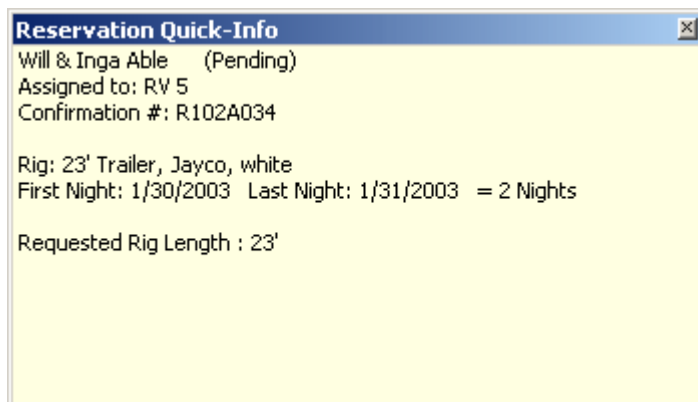 Reservation Quick-Info
Will & Inga Able (Pending)
Assigned to: RV 5
Confirmation #: R102A034
Rig: 23' Trailer, Jayco, white
First Night: 1/30/2003 Last Night: 1/31/2003 = 2 Nights
Requested Rig Length : 23'